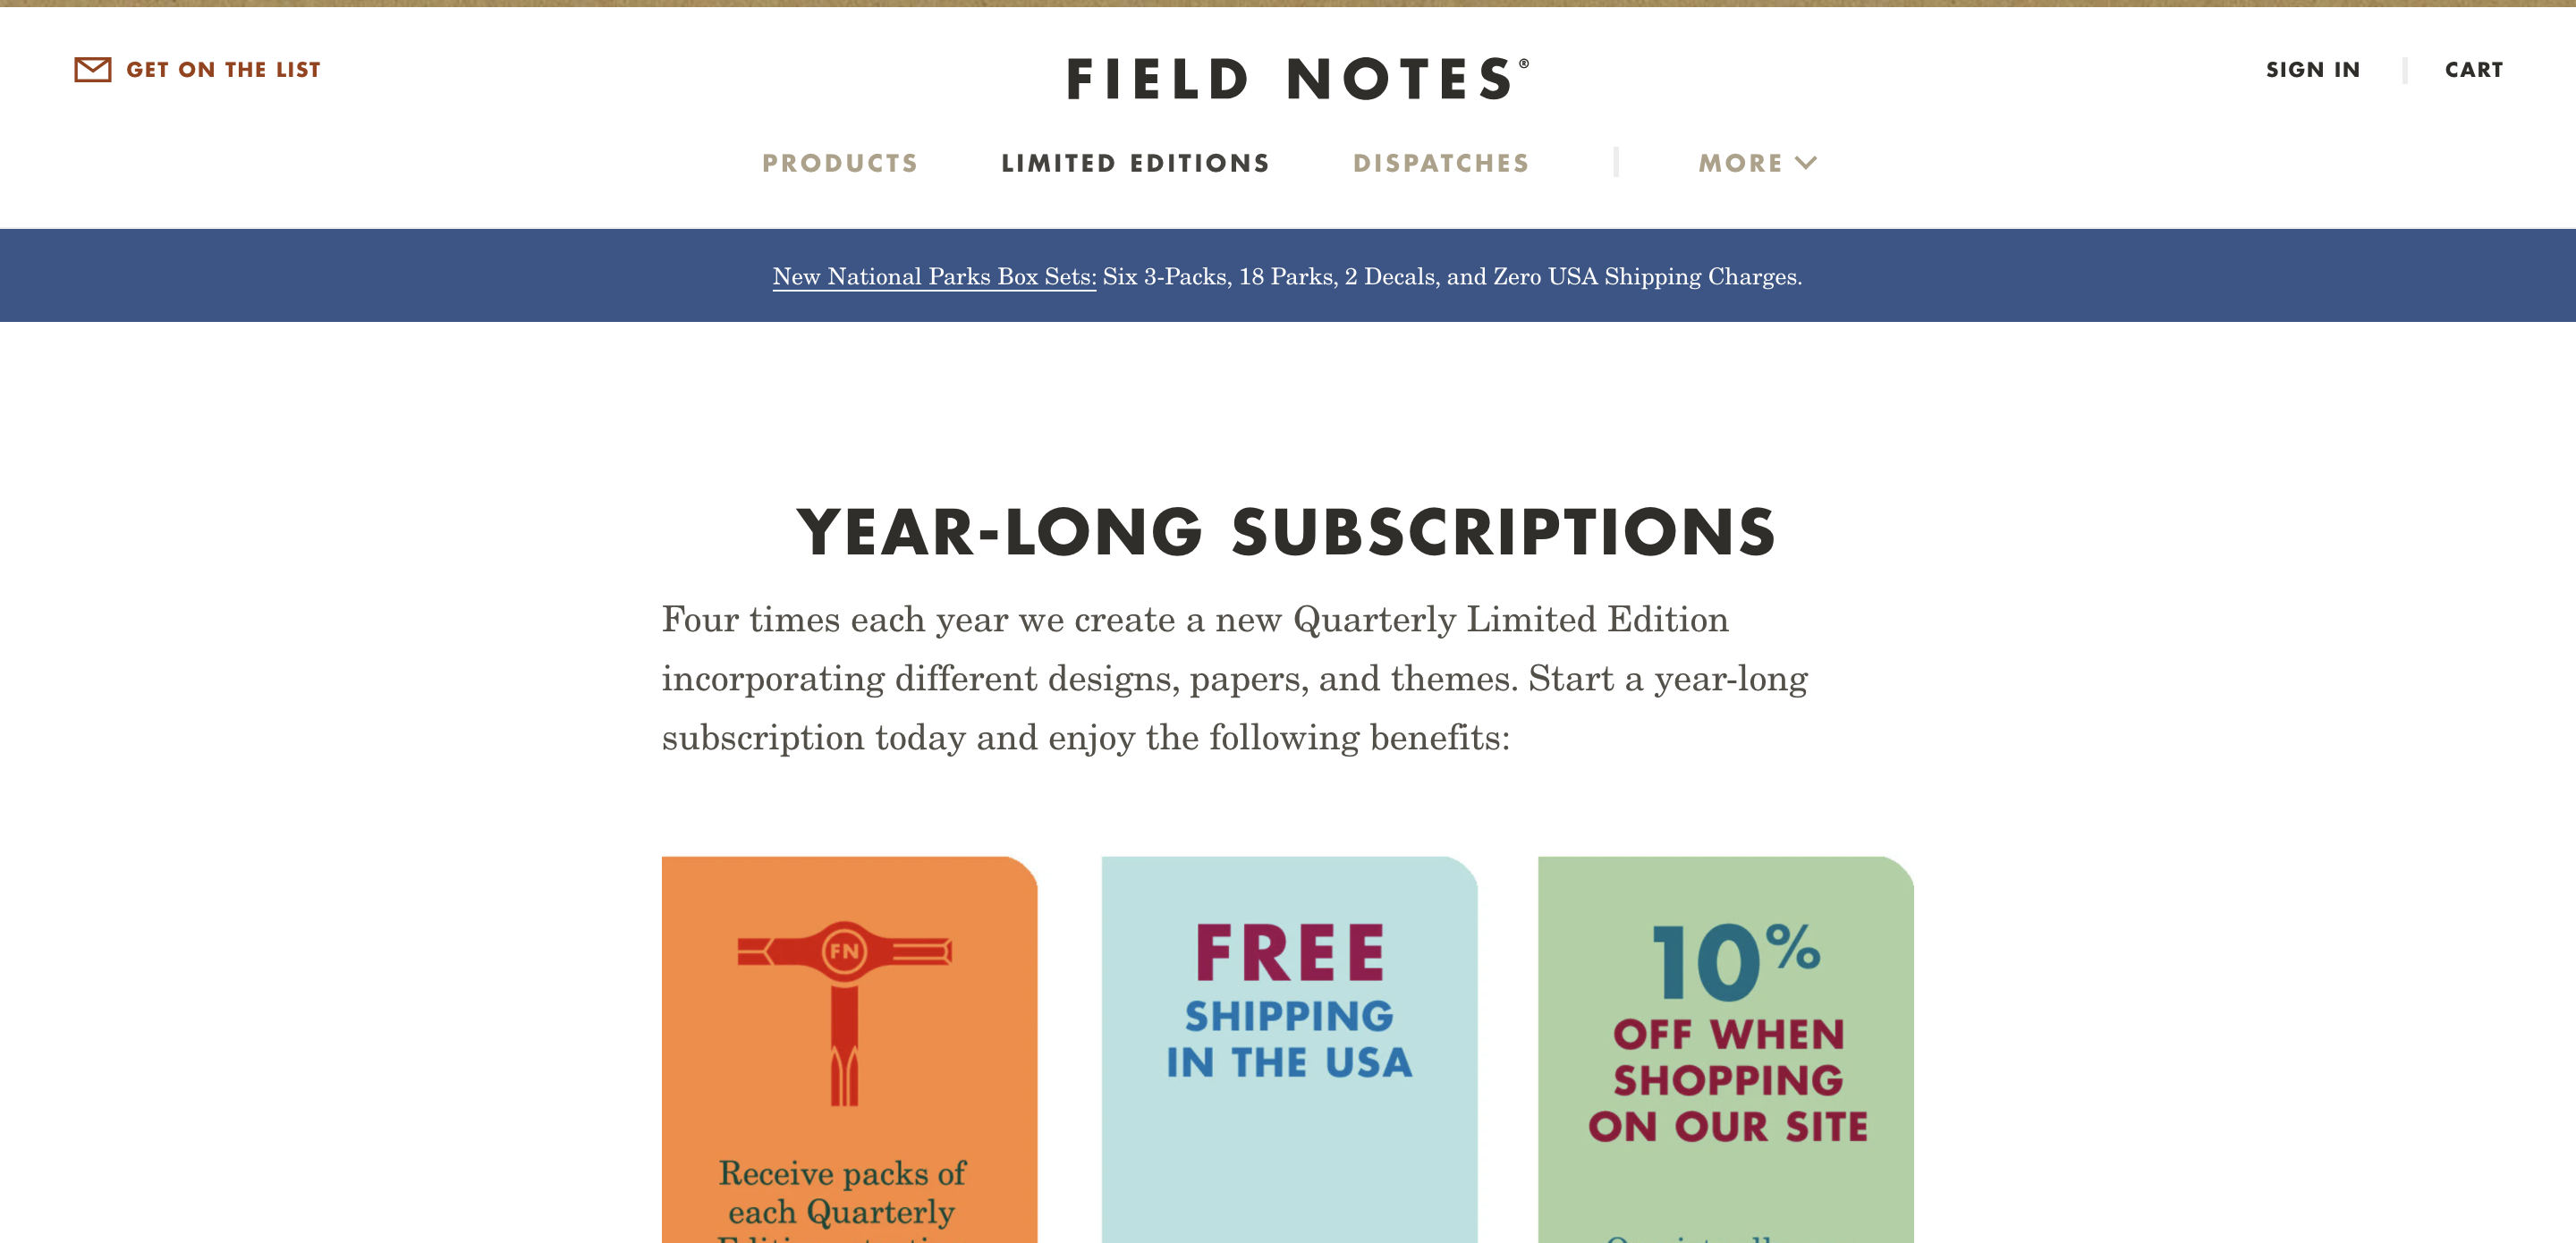 GET ON THE LIST
FIELD NOTES®
SIGN IN
CART
PRODUCTS
LIMITED EDITIONS
DISPATCHES
MORE
New National Parks Box Sets: Six 3-Packs, 18 Parks, 2 Decals, and Zero USA Shipping Charges.
YEAR-LONG SUBSCRIPTIONS
Four times each year we create a new Quarterly Limited Edition
incorporating different designs, papers, and themes. Start a year-long
subscription today and enjoy the following benefits:
FN
Receive packs of
each Quarterly
FREE
SHIPPING
IN THE USA
10%
OFF WHEN
SHOPPING
ON OUR SITE